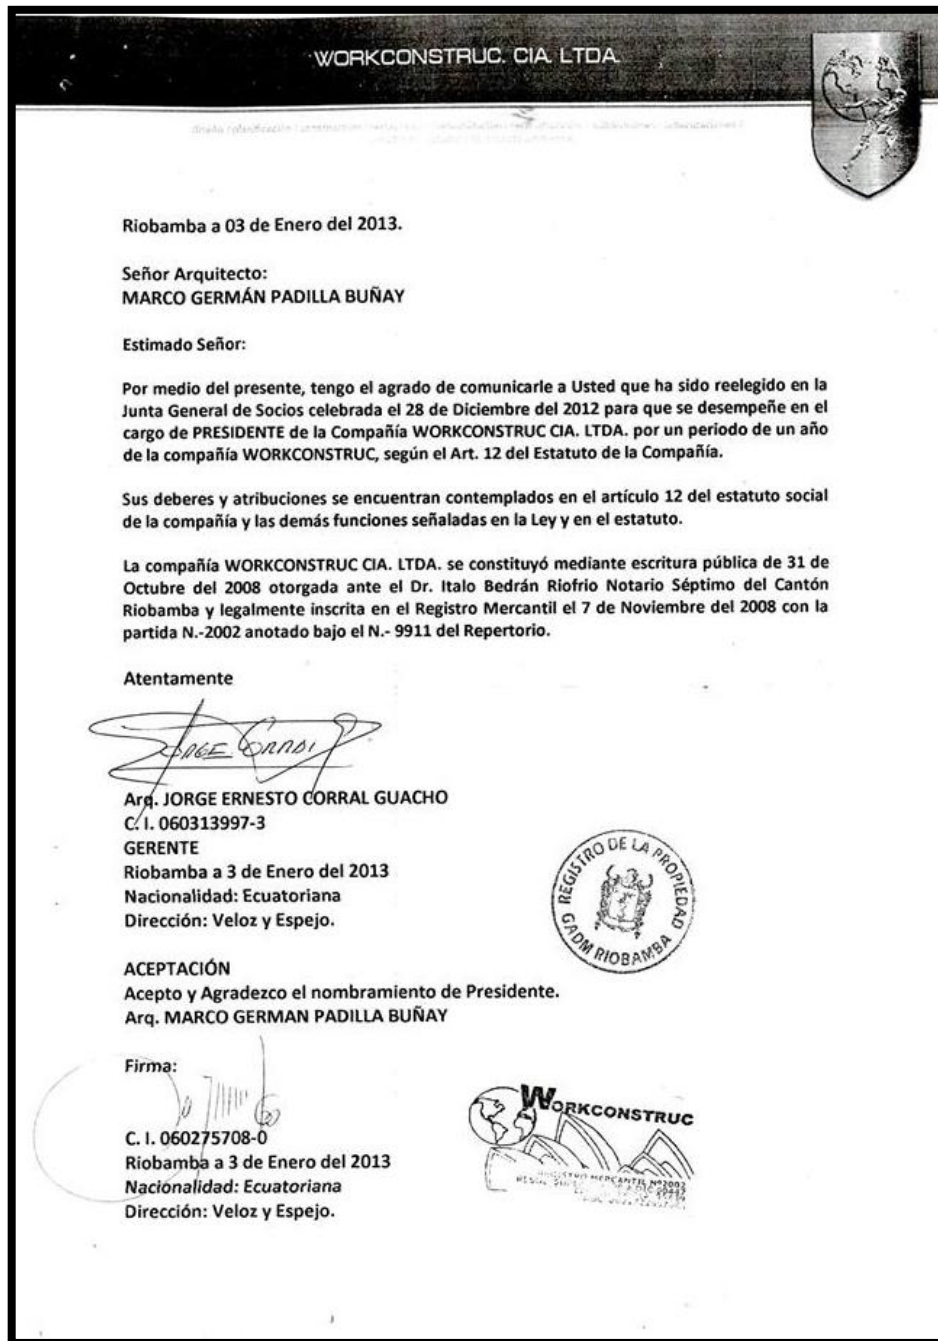 WORKCONSTRUC. CIA. LTDA.
Riobamba a 03 de Enero del 2013.
Señor Arquitecto:
MARCO GERMÁN PADILLA BUÑAY
Estimado Señor:
Por medio del presente, tengo el agrado de comunicarle a Usted que ha sido reelegido en la
Junta General de Socios celebrada el 28 de Diciembre del 2012 para que se desempeñe en el
cargo de PRESIDENTE de la Compañía WORKCONSTRUC CIA. LTDA. por un periodo de un año
de la compañía WORKCONSTRUC, según el Art. 12 del Estatuto de la Compañía.
Sus deberes y atribuciones se encuentran contemplados en el artículo 12 del estatuto social
de la compañía y las demás funciones señaladas en la Ley y en el estatuto.
La compañía WORKCONSTRUC CIA. LTDA. se constituyó mediante escritura pública de 31 de
Octubre del 2008 otorgada ante el Dr. Italo Bedrán Riofrio Notario Séptimo del Cantón
Riobamba y legalmente inscrita en el Registro Mercantil el 7 de Noviembre del 2008 con la
partida N.-2002 anotado bajo el N.- 9911 del Repertorio.
Atentamente
Arq. JORGE ERNESTO CORRAL GUACHO
C. I. 060313997-3
GERENTE
Riobamba a 3 de Enero del 2013
Nacionalidad: Ecuatoriana
Dirección: Veloz y Espejo.
REGISTRO DE LA PROPIEDAD
GADM RIOBAMBA
ACEPTACIÓN
Acepto y Agradezco el nombramiento de Presidente.
Arq. MARCO GERMAN PADILLA BUÑAY
Firma:
C. I. 060275708-0
Riobamba a 3 de Enero del 2013
Nacionalidad: Ecuatoriana
Dirección: Veloz y Espejo.
WORKCONSTRUC
REGISTRO MERCANTIL Nº2002